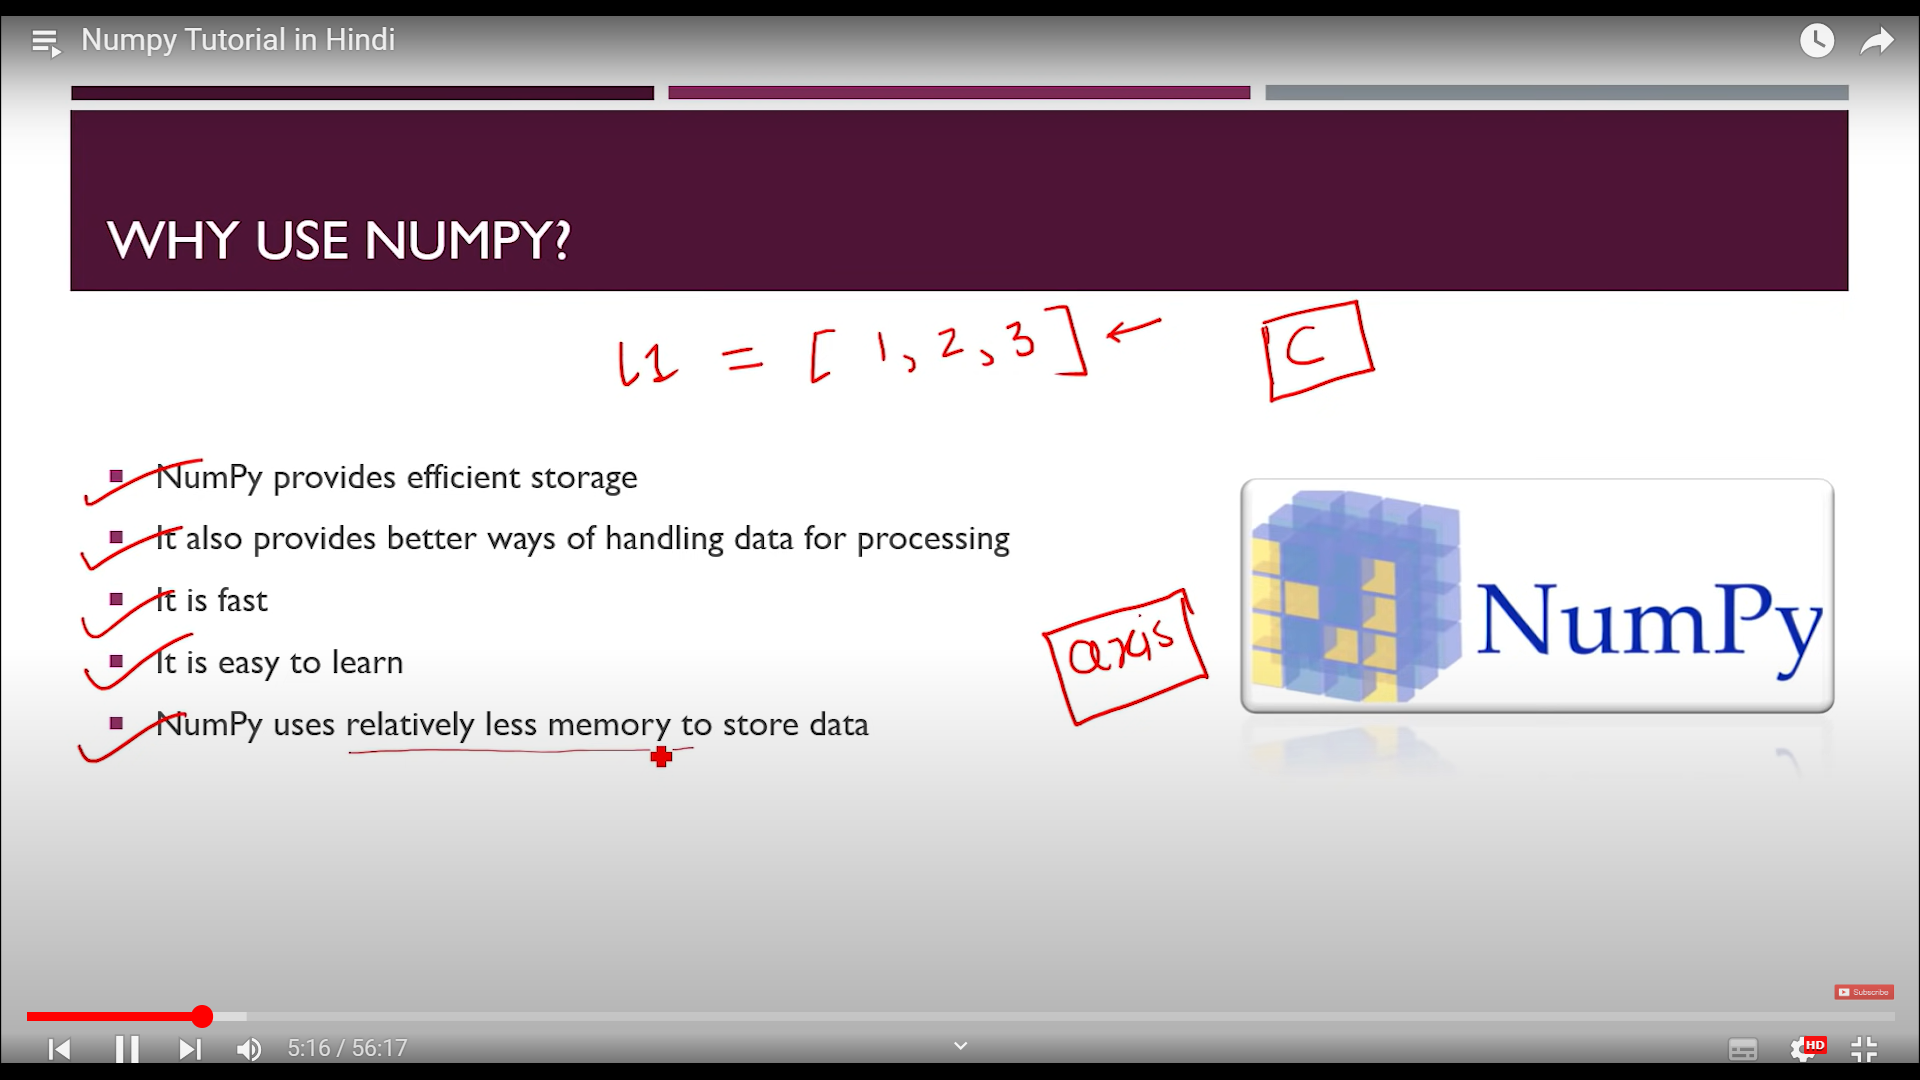 Numpy Tutorial in Hindi
WHY USE NUMPY?
l1 = [ 1, 2, 3 ] ←
C
NumPy provides efficient storage
It also provides better ways of handling data for processing
It is fast
It is easy to learn
NumPy uses relatively less memory to store data
axis
NumPy
Subscribe
5:16 / 56:17
HD